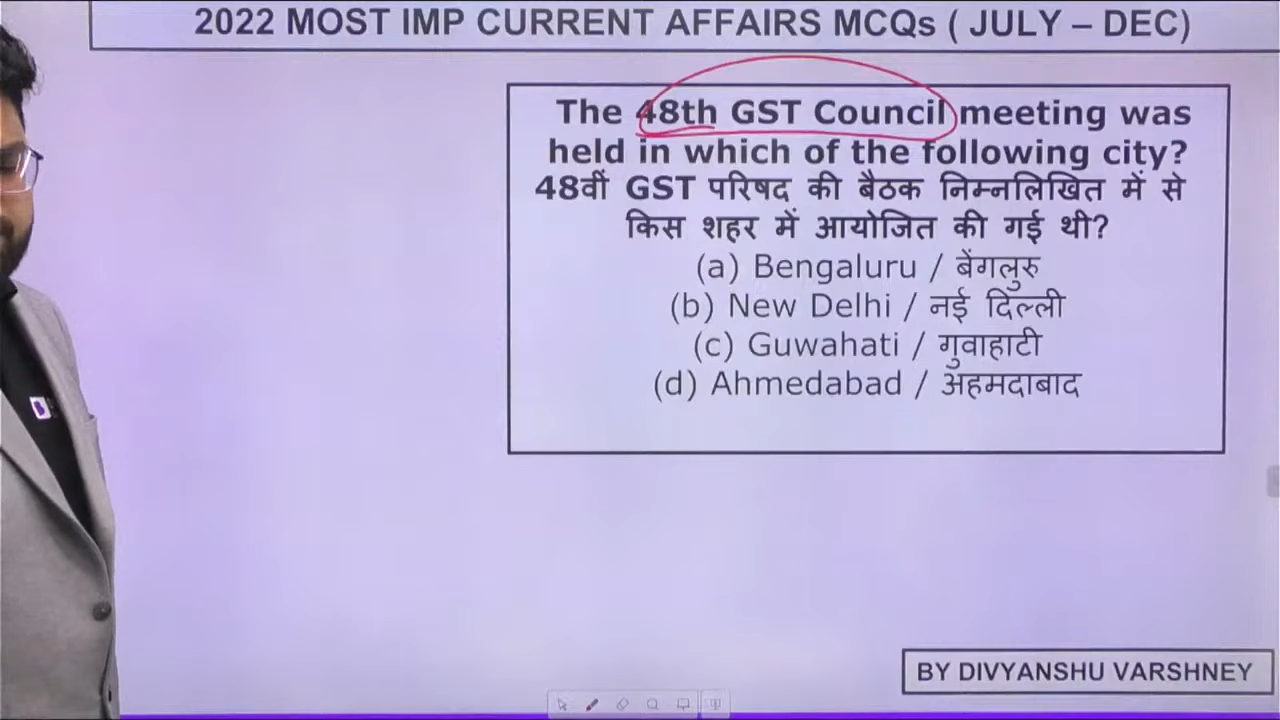 2022 MOST IMP CURRENT AFFAIRS MCQs ( JULY – DEC)
The 48th GST Council meeting was
held in which of the following city?
48वीं GST परिषद की बैठक निम्नलिखित में से
किस शहर में आयोजित की गई थी?
(a) Bengaluru / बेंगलुरु
(b) New Delhi / नई दिल्ली
(c) Guwahati / गुवाहाटी
(d) Ahmedabad / अहमदाबाद
BY DIVYANSHU VARSHNEY